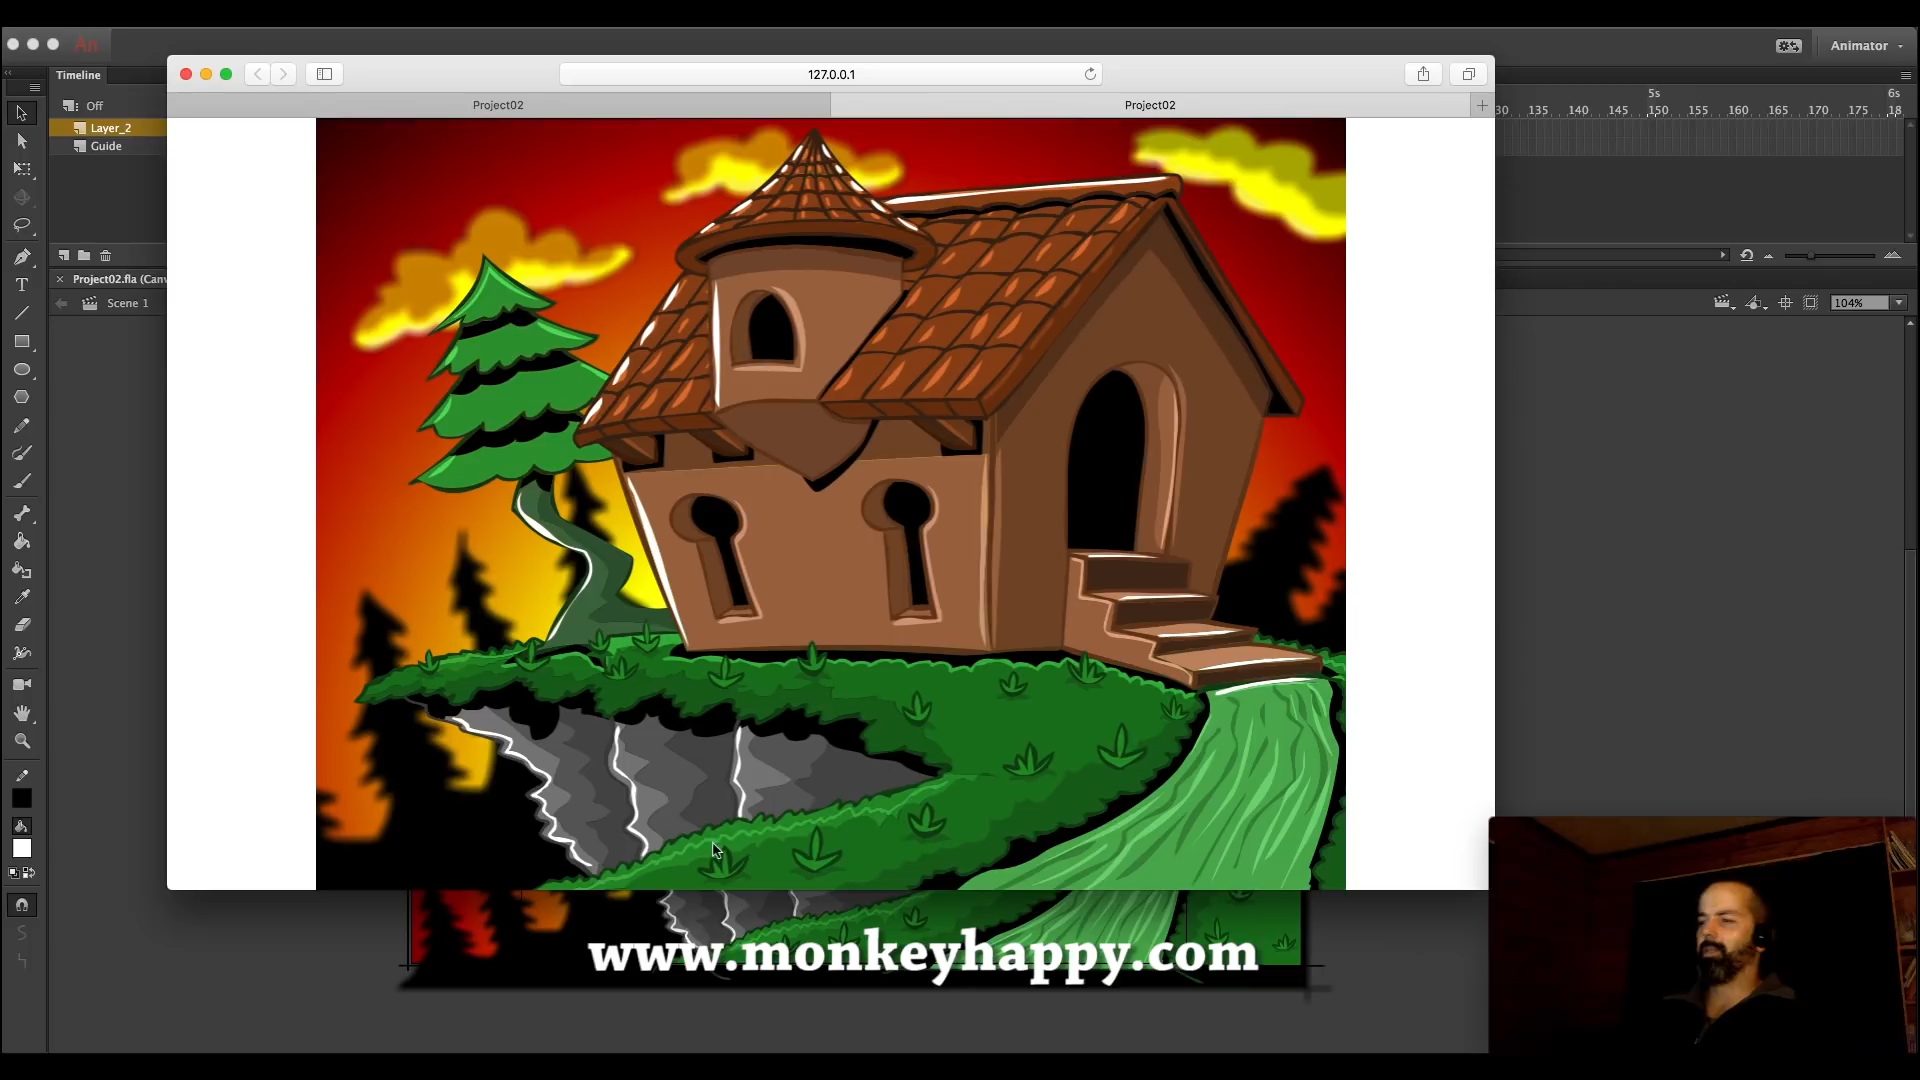 An
Animator
127.0.0.1
Timeline
Project02
Project02
5s
6s
30 135 140 145 150 155 160 165 170 175 18
Off
Layer_2
Guide
Project02.fla (Canv
Scene 1
104%
T
www.monkeyhappy.com